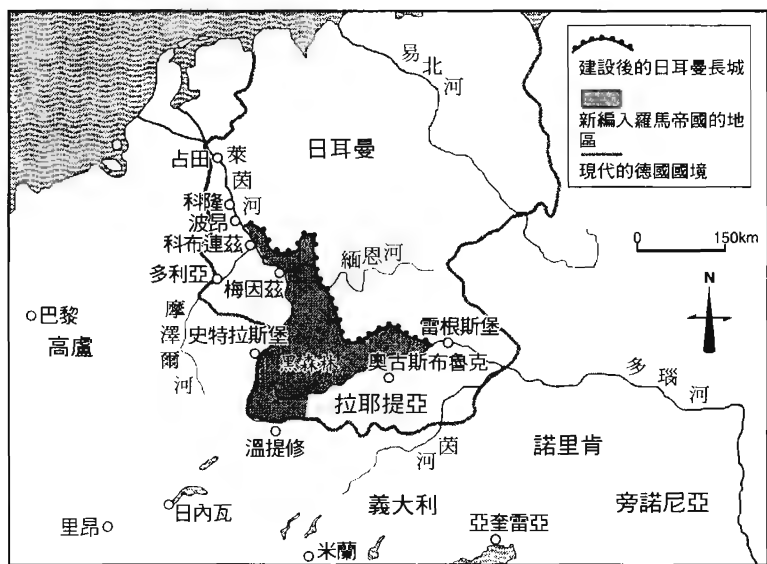 建設後的日耳曼長城
新編入羅馬帝國的地
區
現代的德國國境
0 150km
N
易北河
日耳曼
占田
萊茵河
科隆
波昂
科布連茲
緬恩河
多利亞
梅因茲
巴黎
高盧
摩澤爾河
史特拉斯堡
雷根斯堡
黑森林
奧古斯布魯克
多瑙河
拉耶提亞
溫提修
茵河
諾里肯
義大利
旁諾尼亞
日內瓦
里昂
亞奎雷亞
米蘭